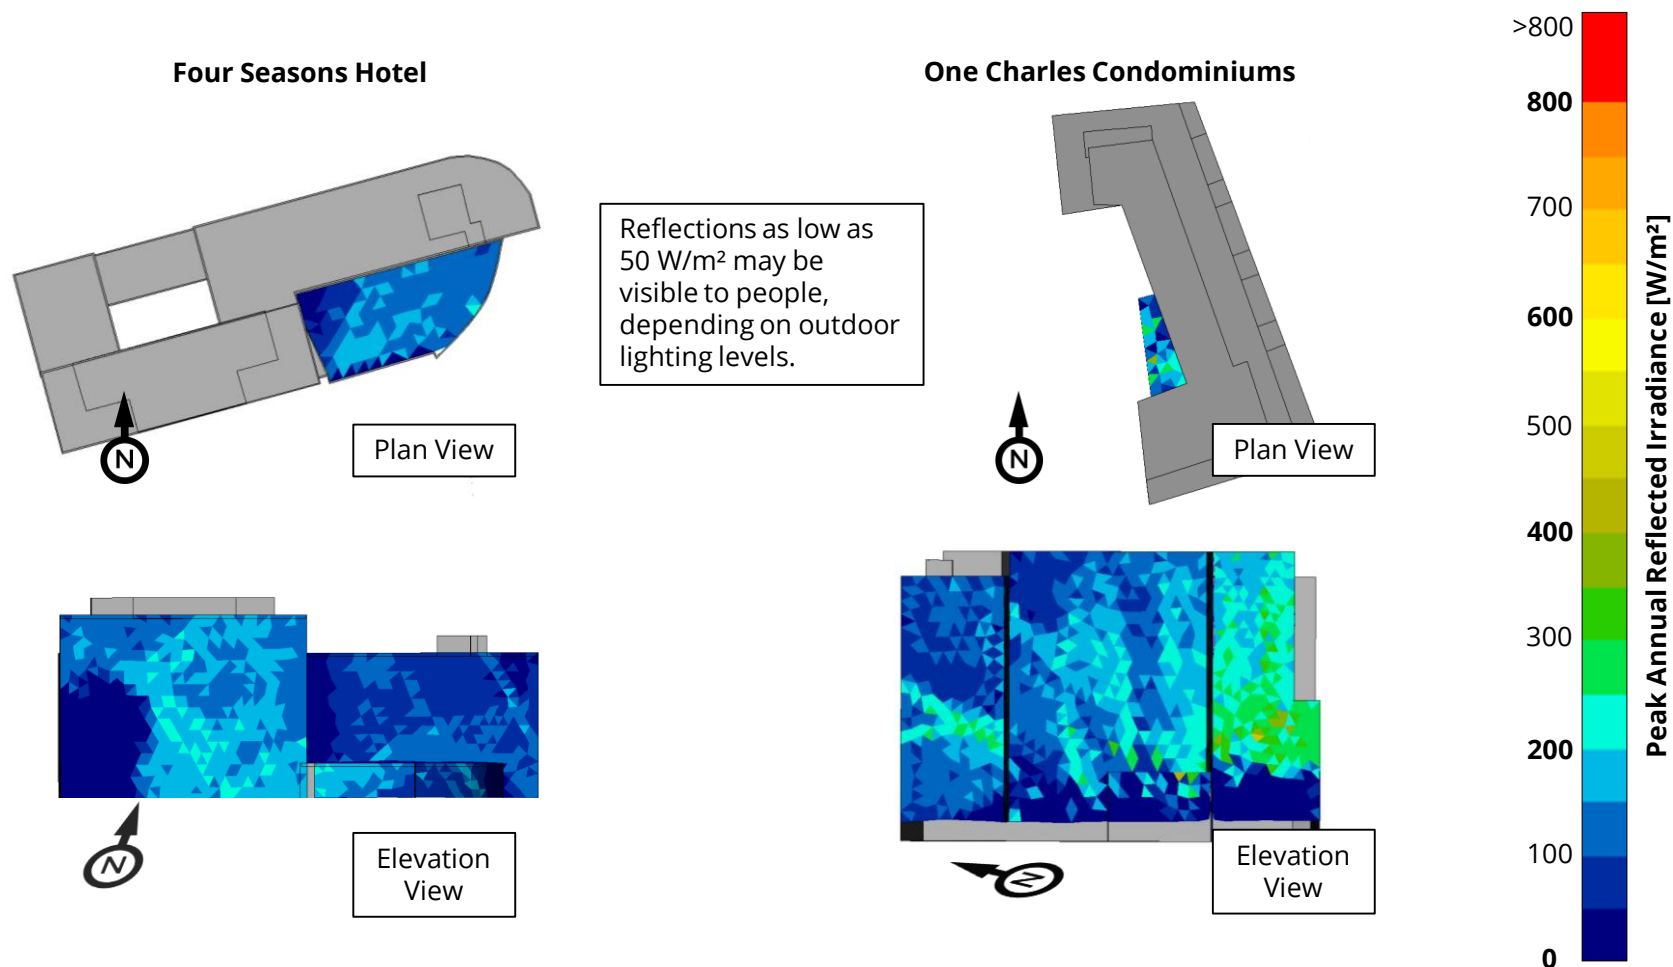 Four Seasons Hotel
One Charles Condominiums
Reflections as low as
50 W/m² may be
visible to people,
depending on outdoor
lighting levels.
N
Plan View
N
Plan View
N
Elevation
View
N
Elevation
View
>800
800
700
600
500
400
300
200
100
0
Peak Annual Reflected Irradiance [W/m²]